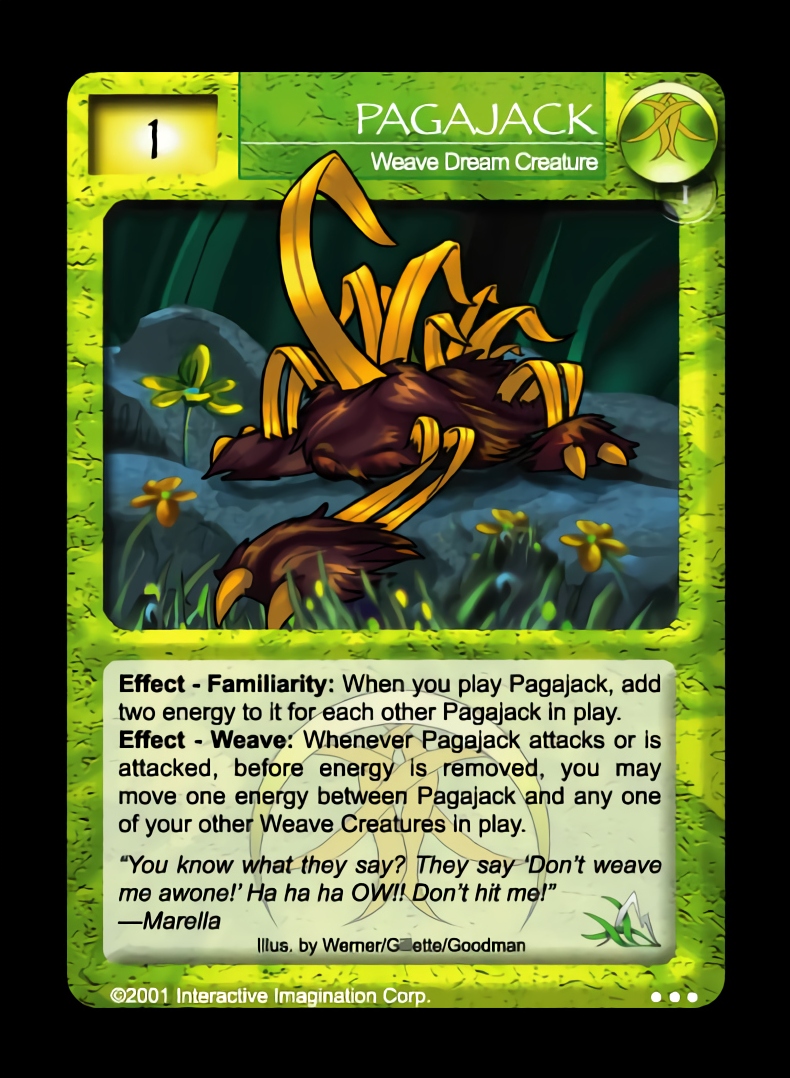 1
PAGAJACK
Weave Dream Creature
1
Effect - Familiarity: When you play Pagajack, add
two energy to it for each other Pagajack in play.
Effect - Weave: Whenever Pagajack attacks or is
attacked, before energy is removed, you may
move one energy between Pagajack and any one
of your other Weave Creatures in play.
“You know what they say? They say ‘Don’t weave
me awone!’ Ha ha ha OW!! Don’t hit me!”
—Marella
Illus. by Goodman
©2001 Interactive Imagination Corp.